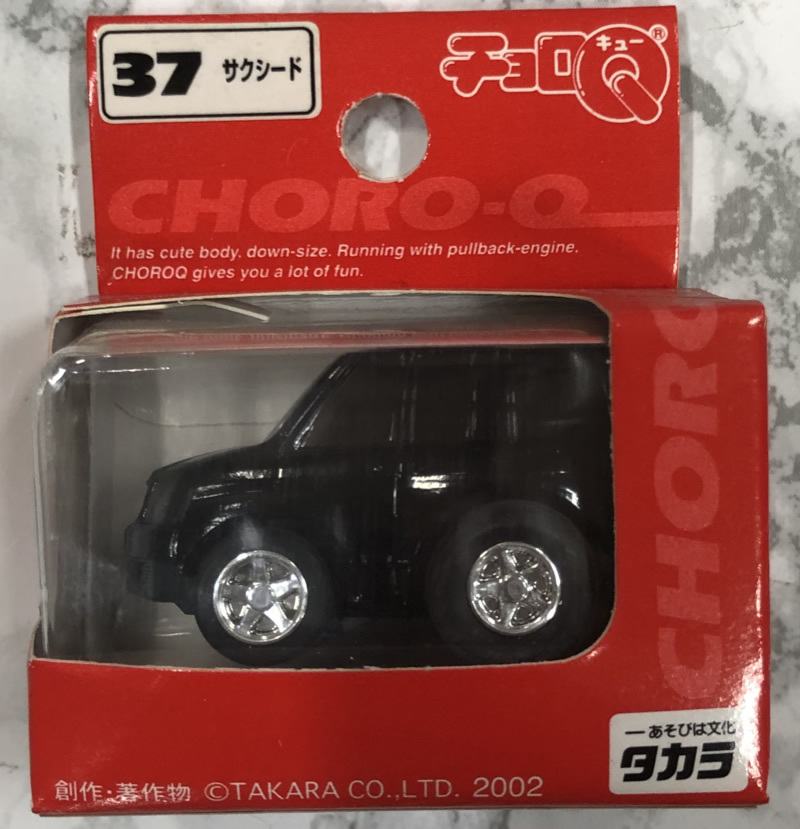 37 サクシード
チョロQ キュー ®
CHORO-Q
It has cute body, down-size. Running with pullback-engine.
CHOROQ gives you a lot of fun.
CHORO
ーあそびは文化
タカラ
創作・著作物 ©TAKARA CO.,LTD. 2002